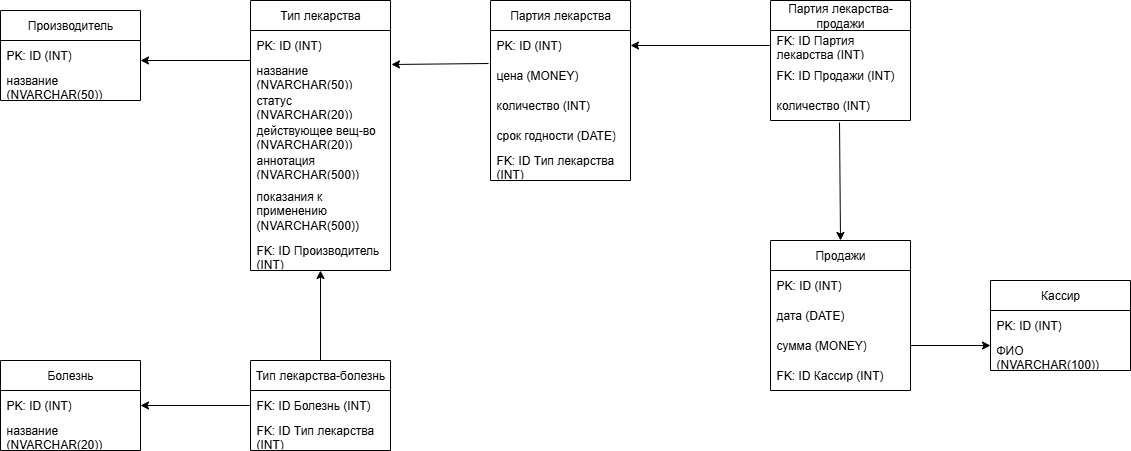 Производитель
PK: ID (INT)
название
(NVARCHAR(50))
Тип лекарства
PK: ID (INT)
название
(NVARCHAR(50))
статус
(NVARCHAR(20))
действующее вещ-во
(NVARCHAR(20))
аннотация
(NVARCHAR(500))
показания к
применению
(NVARCHAR(500))
FK: ID Производитель
(INT)
Партия лекарства
PK: ID (INT)
цена (MONEY)
количество (INT)
срок годности (DATE)
FK: ID Тип лекарства
(INT)
Партия лекарства-
продажи
FK: ID Партия
лекарства (INT)
FK: ID Продажи (INT)
количество (INT)
Продажи
PK: ID (INT)
дата (DATE)
сумма (MONEY)
FK: ID Кассир (INT)
Кассир
PK: ID (INT)
ФИО
(NVARCHAR(100))
Болезнь
PK: ID (INT)
название
(NVARCHAR(20))
Тип лекарства-болезнь
FK: ID Болезнь (INT)
FK: ID Тип лекарства
(INT)